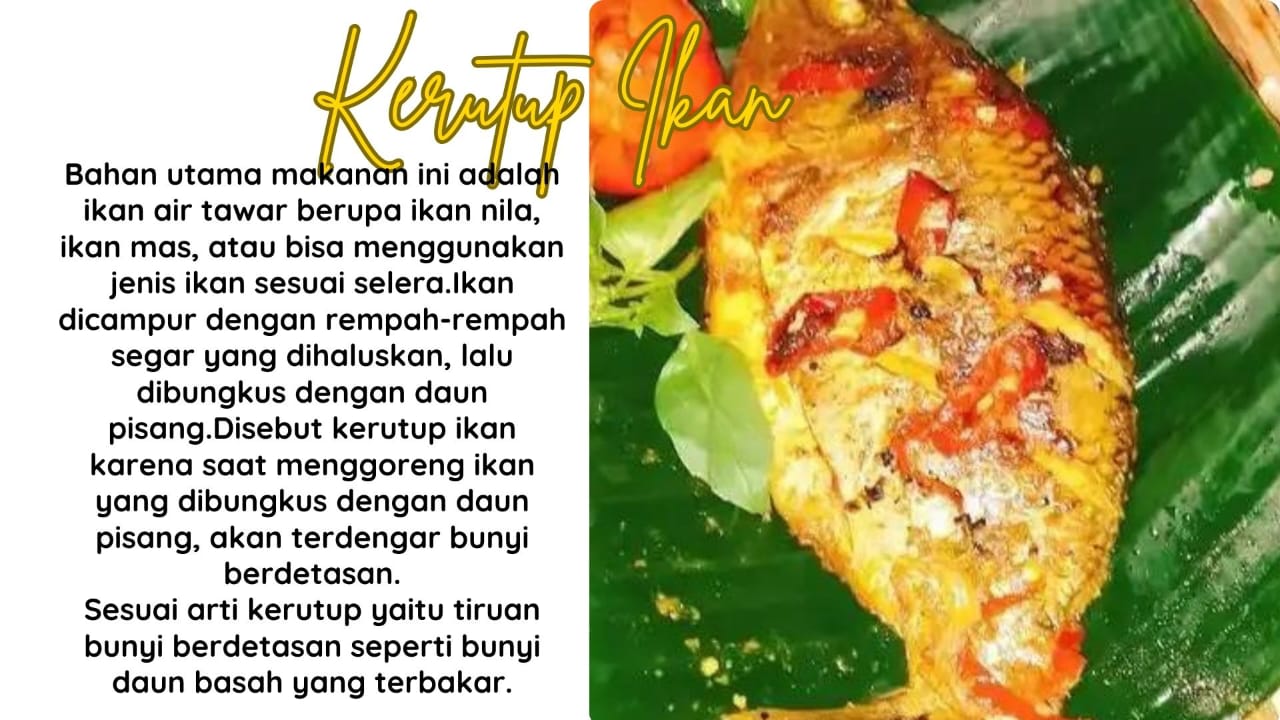 Kerutup Ikan
Bahan utama makanan ini adalah
ikan air tawar berupa ikan nila,
ikan mas, atau bisa menggunakan
jenis ikan sesuai selera.Ikan
dicampur dengan rempah-rempah
segar yang dihaluskan, lalu
dibungkus dengan daun
pisang.Disebut kerutup ikan
karena saat menggoreng ikan
yang dibungkus dengan daun
pisang, akan terdengar bunyi
berdetasan.
Sesuai arti kerutup yaitu tiruan
bunyi berdetasan seperti bunyi
daun basah yang terbakar.